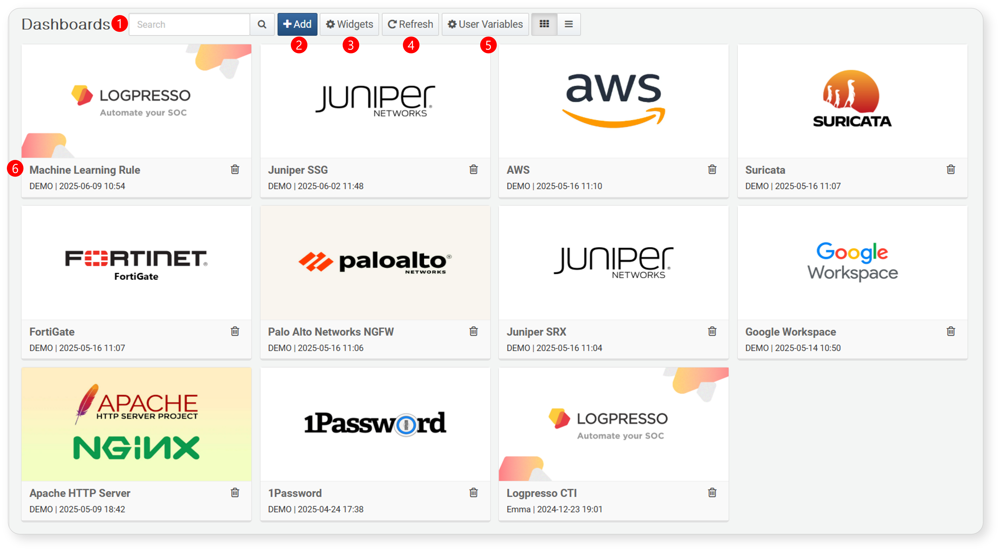 Dashboards 1 Search Add Widgets Refresh User Variables
2 3 4 5
LOGPRESSO
Automate your SOC
JUNIPER®
NETWORKS
aws
SURICATA
6 Machine Learning Rule
DEMO | 2025-06-09 10:54
Juniper SSG
DEMO | 2025-06-02 11:48
AWS
DEMO | 2025-05-16 11:10
Suricata
DEMO | 2025-05-16 11:07
FORTINET®
FortiGate
paloalto®
NETWORKS
JUNIPER®
NETWORKS
Google
Workspace
FortiGate
DEMO | 2025-05-16 11:07
Palo Alto Networks NGFW
DEMO | 2025-05-16 11:06
Juniper SRX
DEMO | 2025-05-16 11:04
Google Workspace
DEMO | 2025-05-14 10:50
APACHE
HTTP SERVER PROJECT
NGINX
1Password
LOGPRESSO
Automate your SOC
Apache HTTP Server
DEMO | 2025-05-09 18:42
1Password
DEMO | 2025-04-24 17:38
Logpresso CTI
Emma | 2024-12-23 19:01